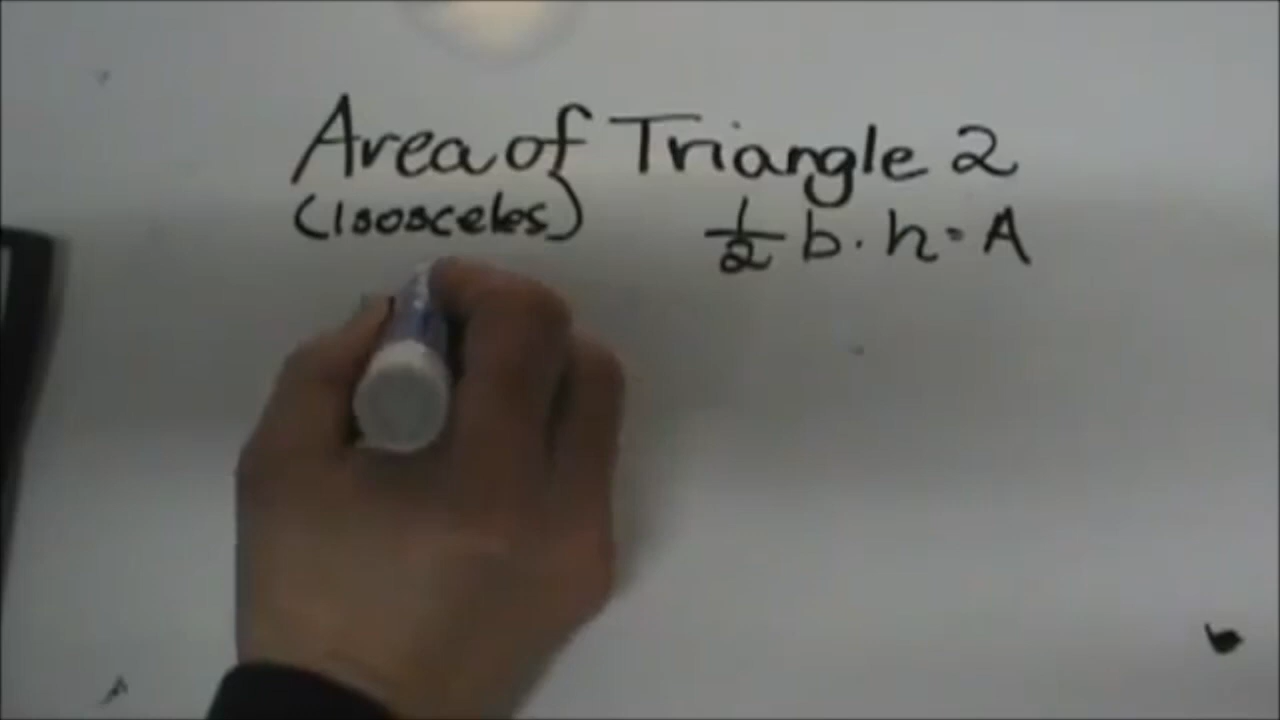 Area of Triangle 2
(Isosceles)
1/2 b · h = A